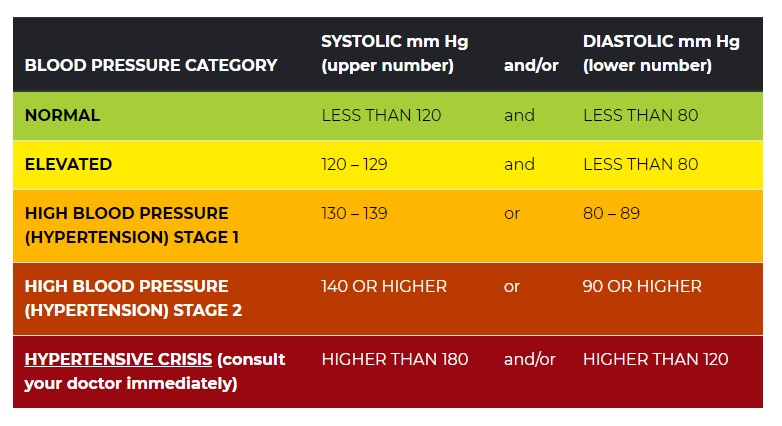 BLOOD PRESSURE CATEGORY SYSTOLIC mm Hg (upper number) and/or DIASTOLIC mm Hg (lower number)
NORMAL LESS THAN 120 and LESS THAN 80
ELEVATED 120 – 129 and LESS THAN 80
HIGH BLOOD PRESSURE 130 – 139 or 80 – 89
(HYPERTENSION) STAGE 1
HIGH BLOOD PRESSURE 140 OR HIGHER or 90 OR HIGHER
(HYPERTENSION) STAGE 2
HYPERTENSIVE CRISIS (consult HIGHER THAN 180 and/or HIGHER THAN 120
your doctor immediately)